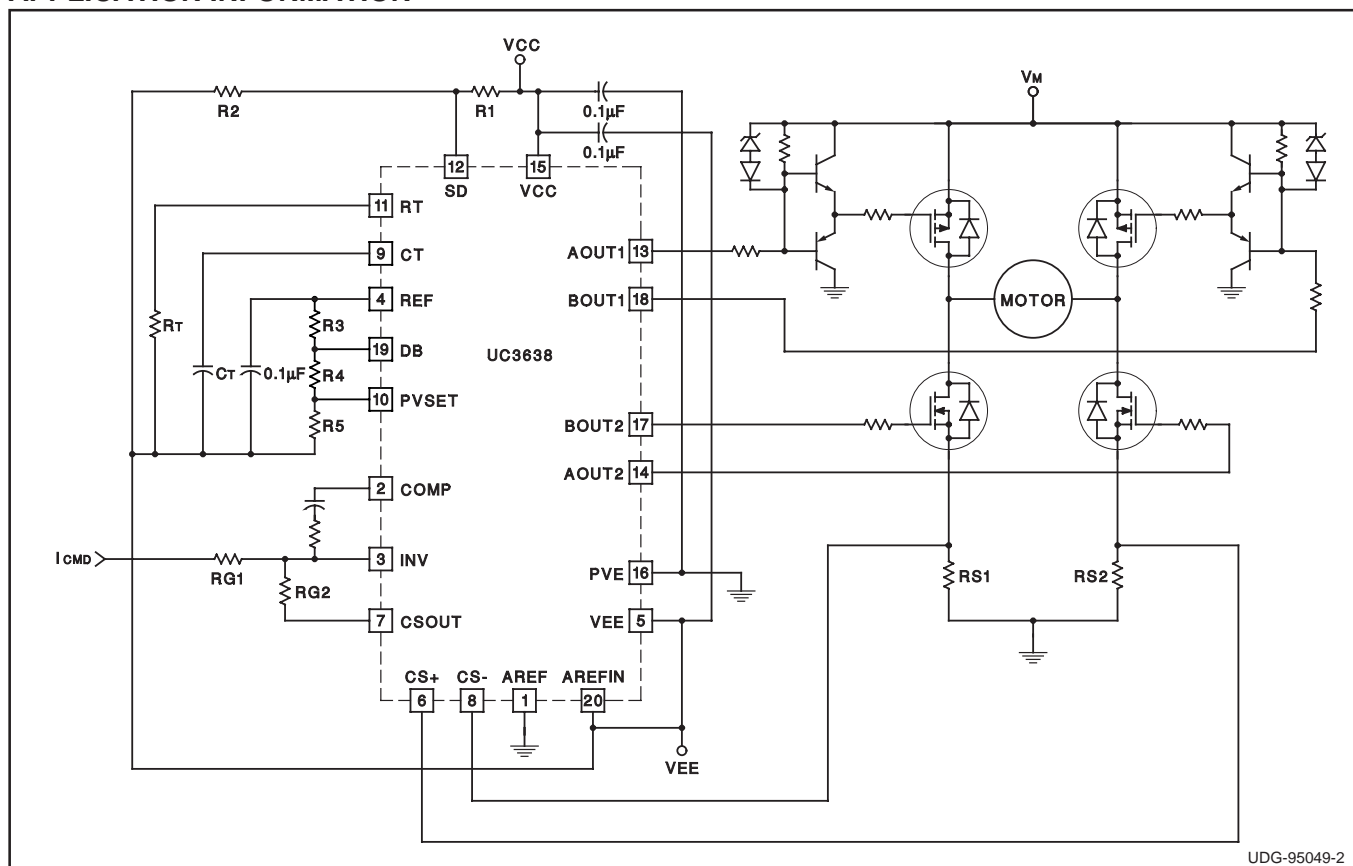 APPLICATION INFORMATION
VCC
VM
R2
R1
0.1µF
0.1µF
12
SD
15
VCC
11 RT
9 CT
4 REF
R3
19 DB
R4
10 PVSET
R5
RT
CT
0.1µF
UC3638
AOUT1 13
BOUT1 18
BOUT2 17
AOUT2 14
MOTOR
2 COMP
ICMD
RG1
3 INV
RG2
7 CSOUT
PVE 16
VEE 5
RS1
RS2
CS+ CS- AREF AREFIN
6 8 1 20
VEE
UDG-95049-2